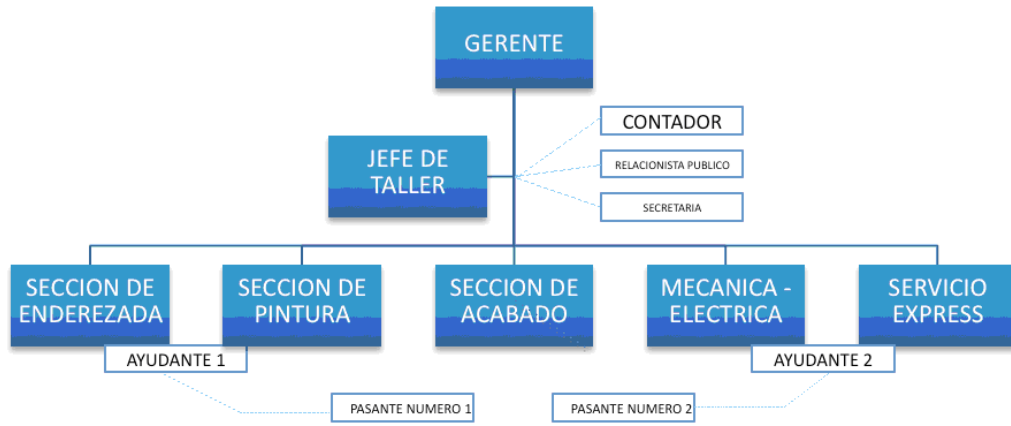 GERENTE
CONTADOR
JEFE DE
TALLER
RELACIONISTA PUBLICO
SECRETARIA
SECCION DE
ENDEREZADA
SECCION DE
PINTURA
SECCION DE
ACABADO
MECANICA -
ELECTRICA
SERVICIO
EXPRESS
AYUDANTE 1
AYUDANTE 2
PASANTE NUMERO 1
PASANTE NUMERO 2